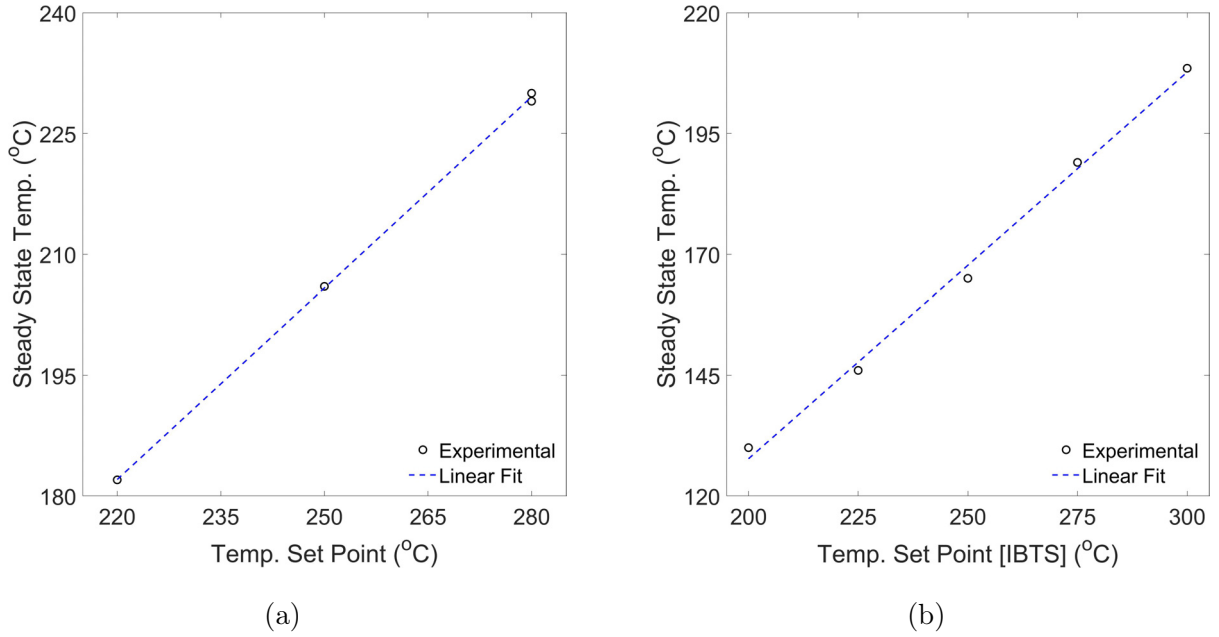 240
225
210
195
180
Steady State Temp. (°C)
220 235 250 265 280
Temp. Set Point (°C)
Experimental
Linear Fit
(a)
220
195
170
145
120
Steady State Temp. (°C)
200 225 250 275 300
Temp. Set Point [IBTS] (°C)
Experimental
Linear Fit
(b)